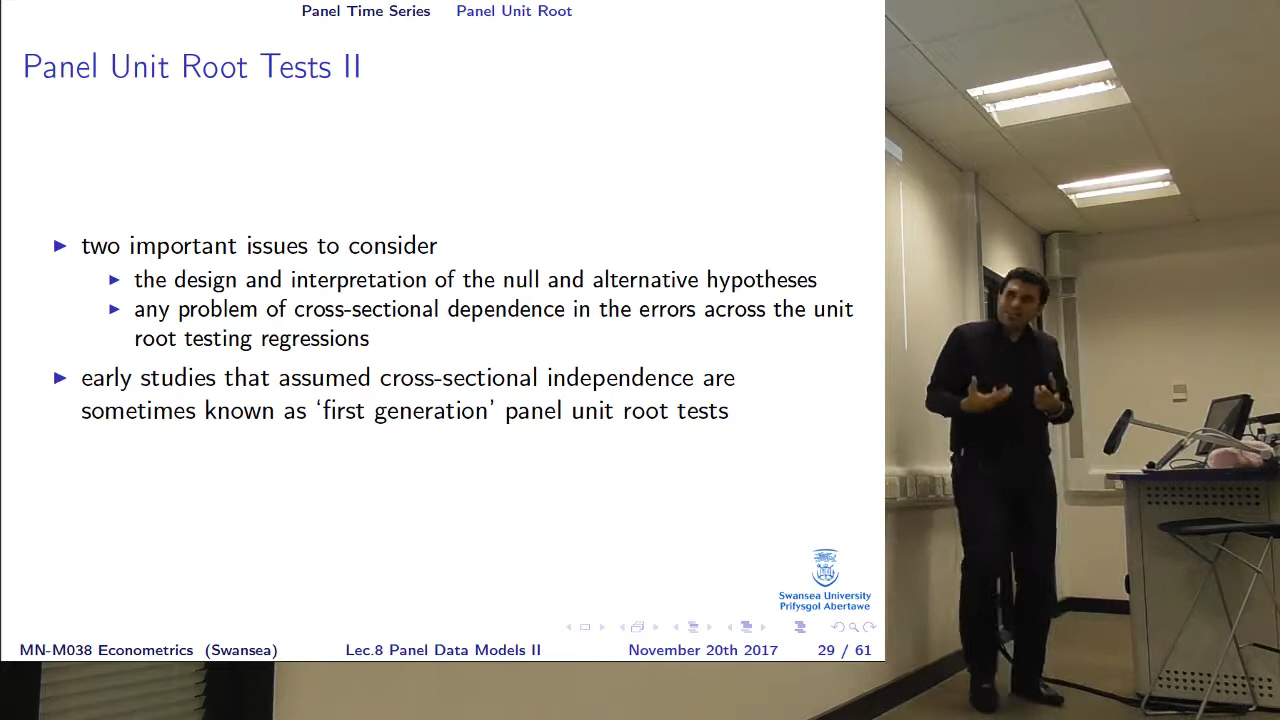 Panel Time Series Panel Unit Root
Panel Unit Root Tests II
two important issues to consider
the design and interpretation of the null and alternative hypotheses
any problem of cross-sectional dependence in the errors across the unit
root testing regressions
early studies that assumed cross-sectional independence are
sometimes known as ‘first generation’ panel unit root tests
Swansea University
Prifysgol Abertawe
MN-M038 Econometrics (Swansea) Lec.8 Panel Data Models II November 20th 2017 29 / 61